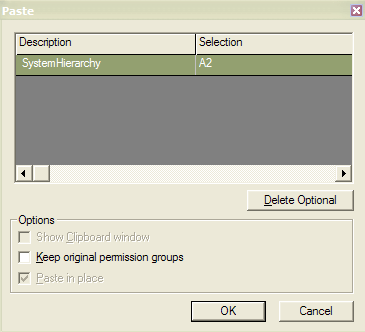 Paste
Description Selection
SystemHierarchy A2
Delete Optional
Options
Show Clipboard window
Keep original permission groups
Paste in place
OK Cancel